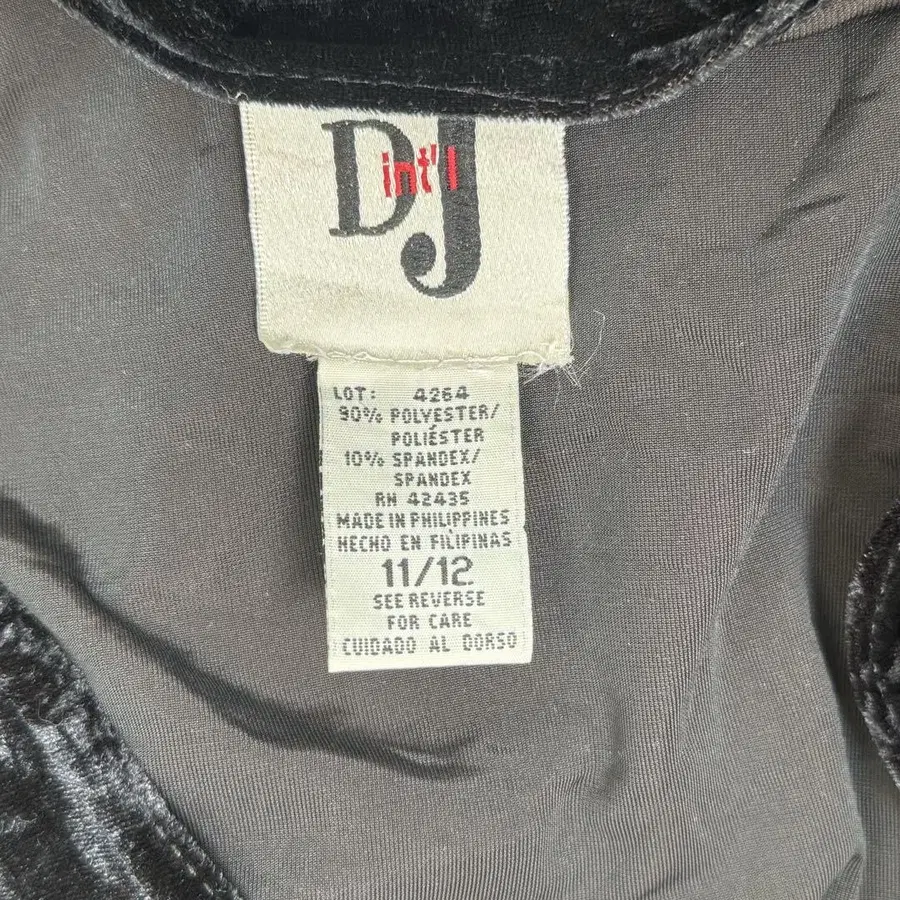 DJ
int'l
LOT: 4264
90% POLYESTER/
POLIÉSTER
10% SPANDEX/
SPANDEX
RN 42435
MADE IN PHILIPPINES
HECHO EN FILIPINAS
11/12
SEE REVERSE
FOR CARE
CUIDADO AL DORSO